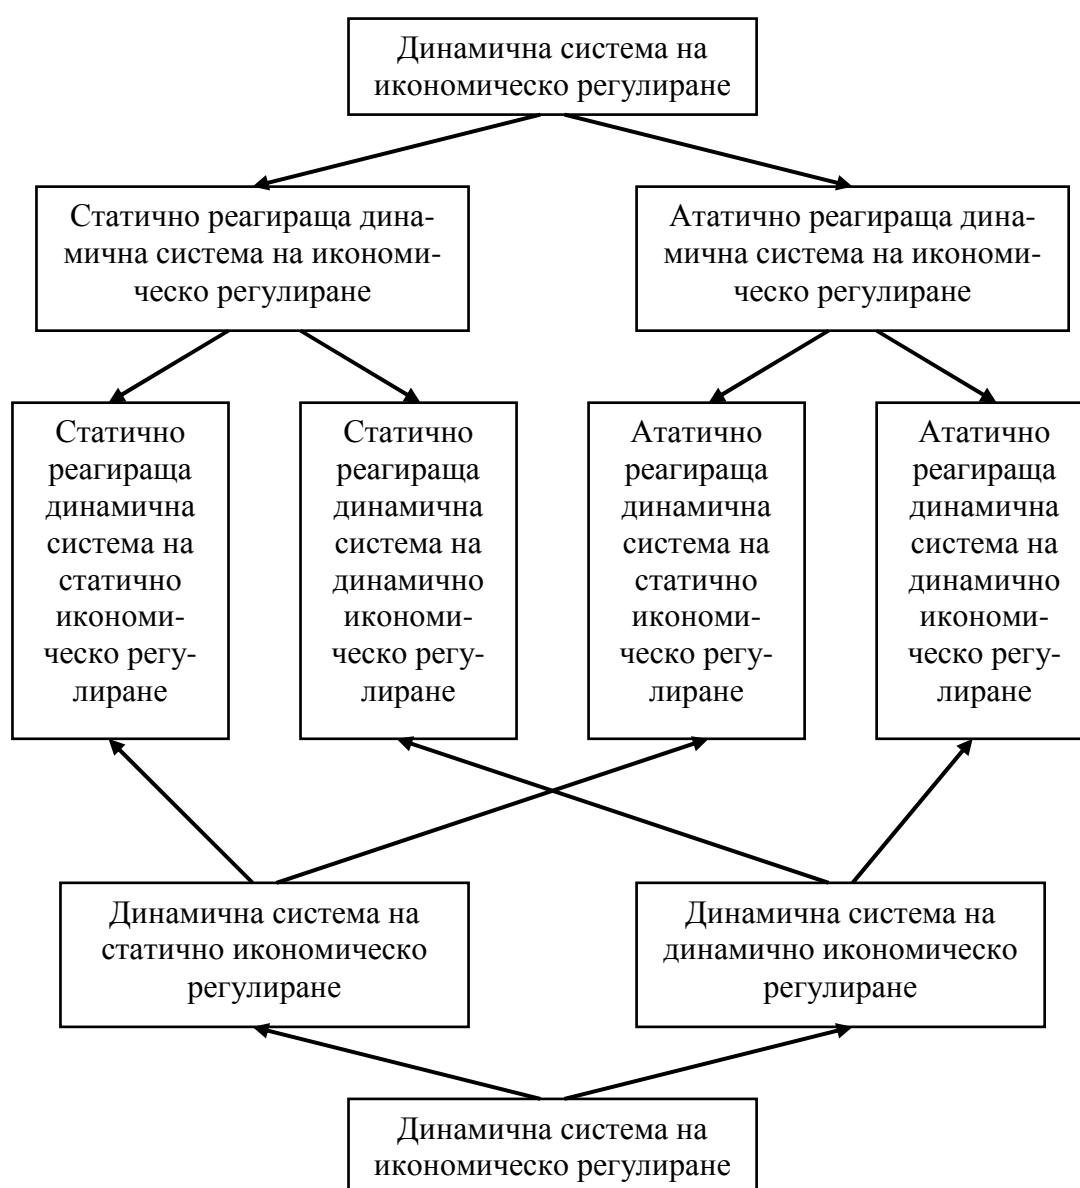 Динамична система на
икономическо регулиране
Статично реагираща дина-
мична система на икономи-
ческо регулиране
Ататично реагираща дина-
мична система на икономи-
ческо регулиране
Статично
реагираща
динамична
система на
статично
икономи-
ческо регу-
лиране
Статично
реагираща
динамична
система на
динамично
икономи-
ческо регу-
лиране
Ататично
реагираща
динамична
система на
статично
икономи-
ческо регу-
лиране
Ататично
реагираща
динамична
система на
динамично
икономи-
ческо регу-
лиране
Динамична система на
статично икономическо
регулиране
Динамична система на
динамично икономическо
регулиране
Динамична система на
икономическо регулиране